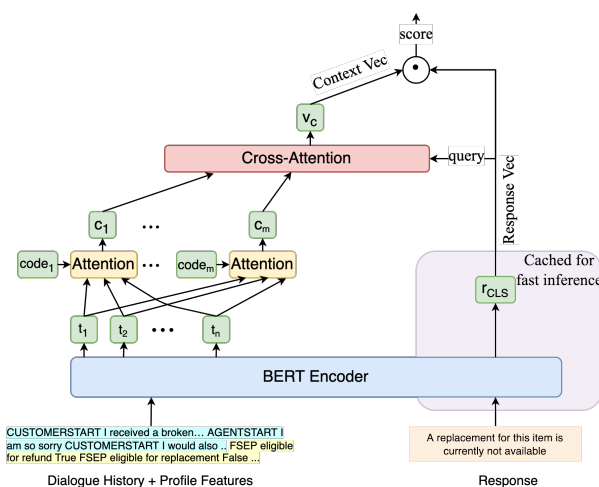 score
Context Vec
v_c
Cross-Attention
query
Response Vec
c_1 ... c_m
code_1 Attention ... code_m Attention
Cached for
fast inference
r_CLS
t_1 t_2 ... t_n
BERT Encoder
CUSTOMERSTART I received a broken... AGENTSTART I
am so sorry CUSTOMERSTART I would also .. FSEP eligible
for refund True FSEP eligible for replacement False ...
A replacement for this item is
currently not available
Dialogue History + Profile Features
Response